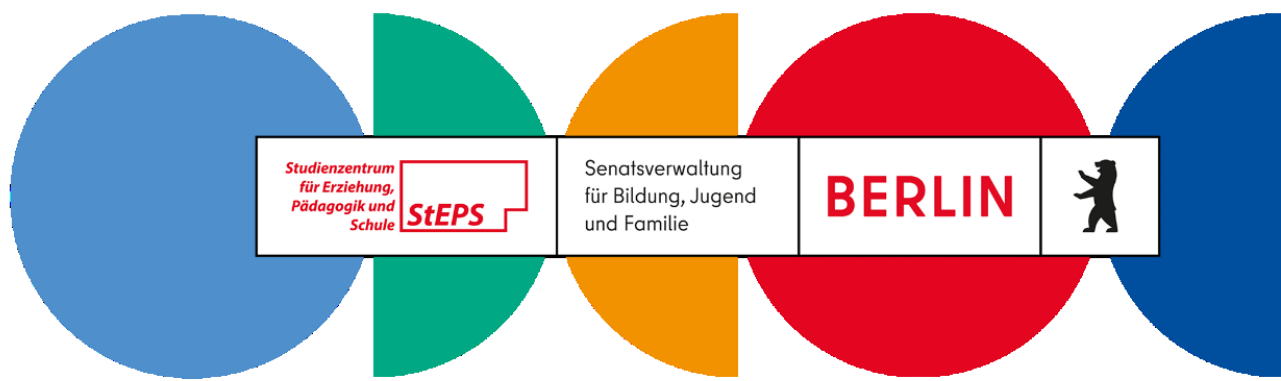 Studienzentrum
für Erziehung,
Pädagogik und
Schule
StEPS
Senatsverwaltung
für Bildung, Jugend
und Familie
BERLIN